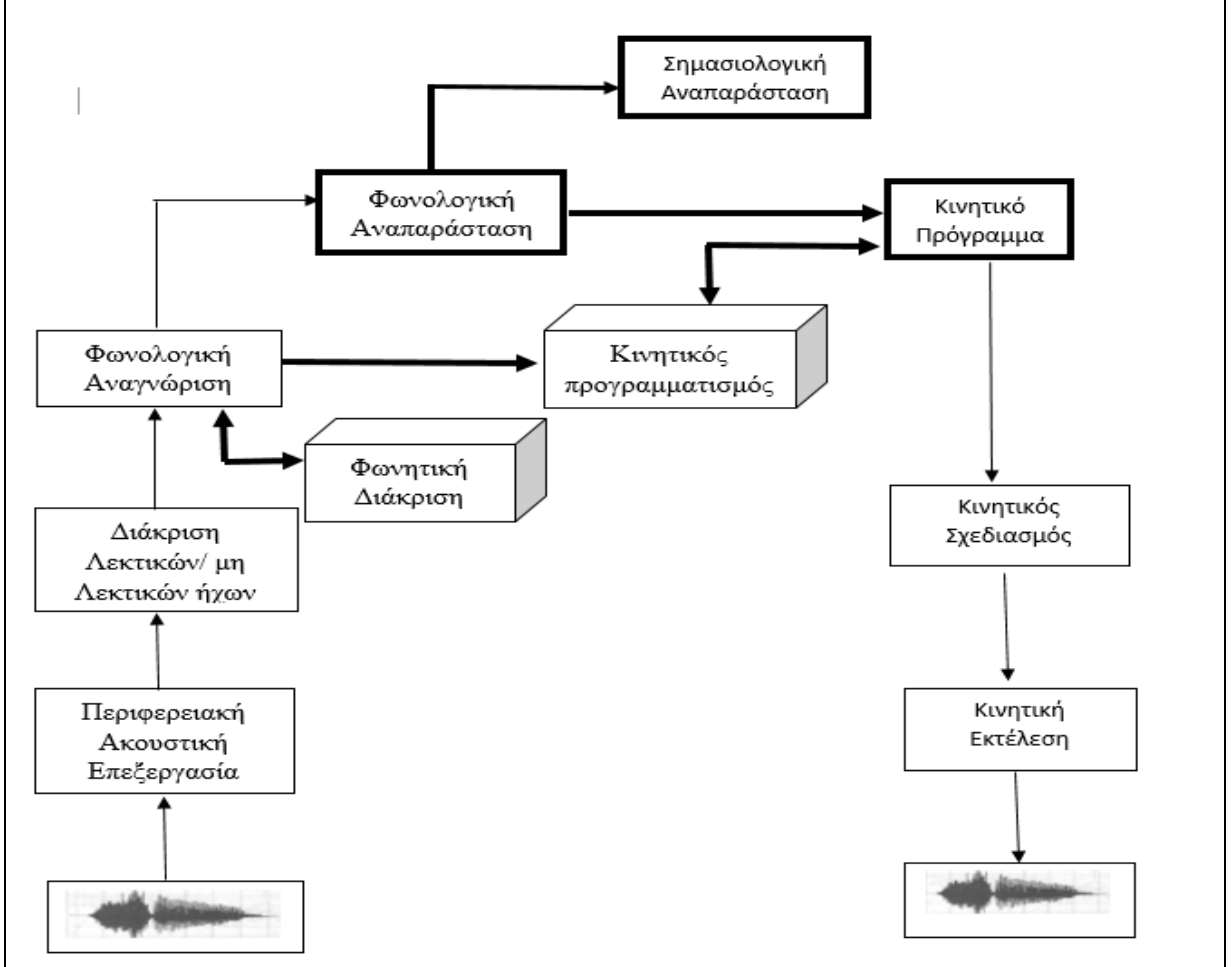 Σημασιολογική
Αναπαράσταση
Φωνολογική
Αναπαράσταση
Κινητικό
Πρόγραμμα
Φωνολογική
Αναγνώριση
Κινητικός
προγραμματισμός
Φωνητική
Διάκριση
Διάκριση
Λεκτικών/ μη
Λεκτικών ήχων
Κινητικός
Σχεδιασμός
Περιφερειακή
Ακουστική
Επεξεργασία
Κινητική
Εκτέλεση